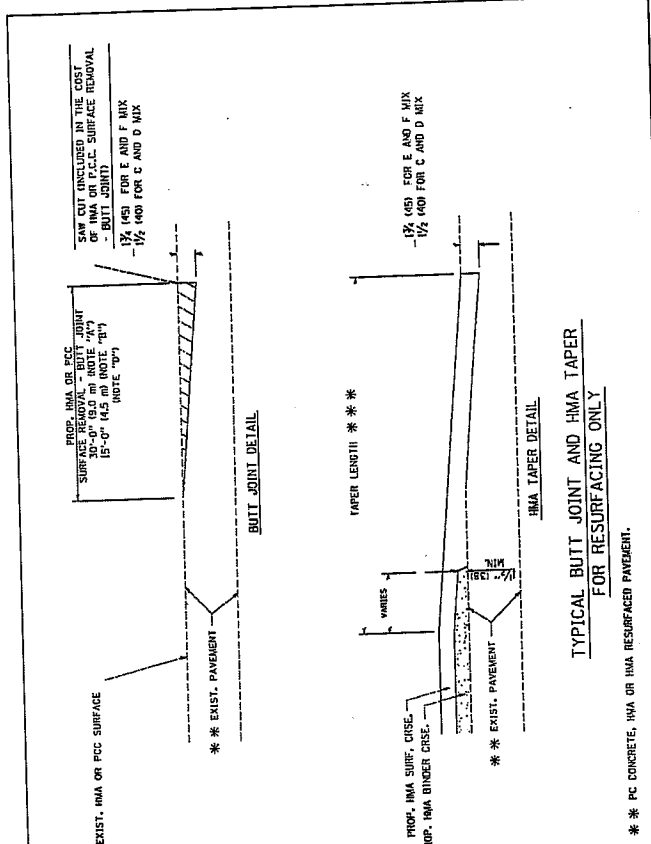 PROP. HMA OR PCC
SURFACE REMOVAL - BUTT JOINT
30'-0" (9.0 m) (NOTE "A")
15'-0" (4.5 m) (NOTE "B")
(NOTE "D")
SAW CUT (INCLUDED IN THE COST
OF HMA OR P.C.C. SURFACE REMOVAL
- BUTT JOINT)
1¾ (45) FOR E AND F MIX
1½ (40) FOR C AND D MIX
EXIST. HMA OR PCC SURFACE
** EXIST. PAVEMENT
BUTT JOINT DETAIL
TAPER LENGTH ***
1¾ (45) FOR E AND F MIX
1½ (40) FOR C AND D MIX
VARIES
1½" (38)
MIN.
PROP. HMA SURF. CRSE.
PROP. HMA BINDER CRSE.
** EXIST. PAVEMENT
HMA TAPER DETAIL
TYPICAL BUTT JOINT AND HMA TAPER
FOR RESURFACING ONLY
** PC CONCRETE, HMA OR HMA RESURFACED PAVEMENT.